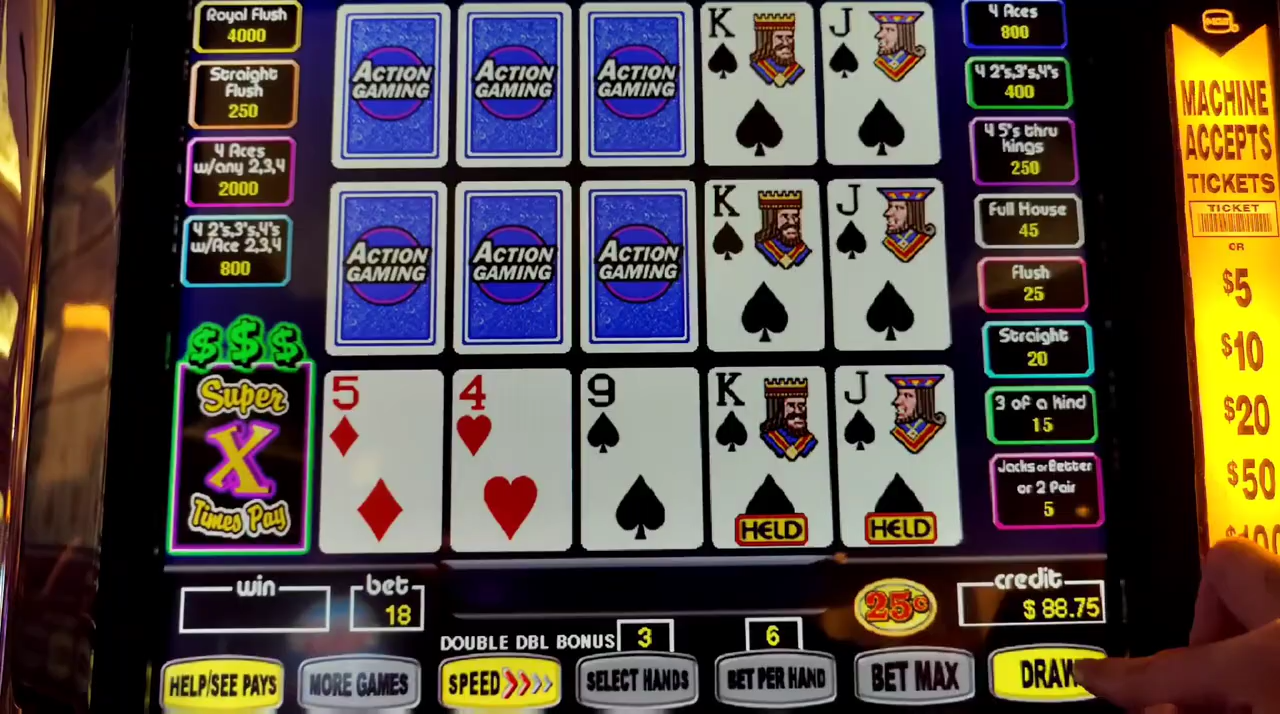 Royal Flush
4000
Straight
Flush
250
4 Aces
w/any 2,3,4
2000
4 2's,3's,4's
w/Ace 2,3,4
800
ACTION
GAMING
ACTION
GAMING
ACTION
GAMING
K
J
ACTION
GAMING
ACTION
GAMING
ACTION
GAMING
K
J
5
4
9
K
J
HELD
HELD
4 Aces
800
4 2's,3's,4's
400
4 5's thru
kings
250
Full House
45
Flush
25
Straight
20
3 of a kind
15
Jacks or Better
or 2 Pair
5
$ $ $
Super
X
Times Pay
win
bet
18
DOUBLE DBL BONUS
3
6
25¢
credit
$ 88.75
HELP/SEE PAYS
MORE GAMES
SPEED
SELECT HANDS
BET PER HAND
BET MAX
DRAW
MACHINE
ACCEPTS
TICKETS
TICKET
OR
$5
$10
$20
$50